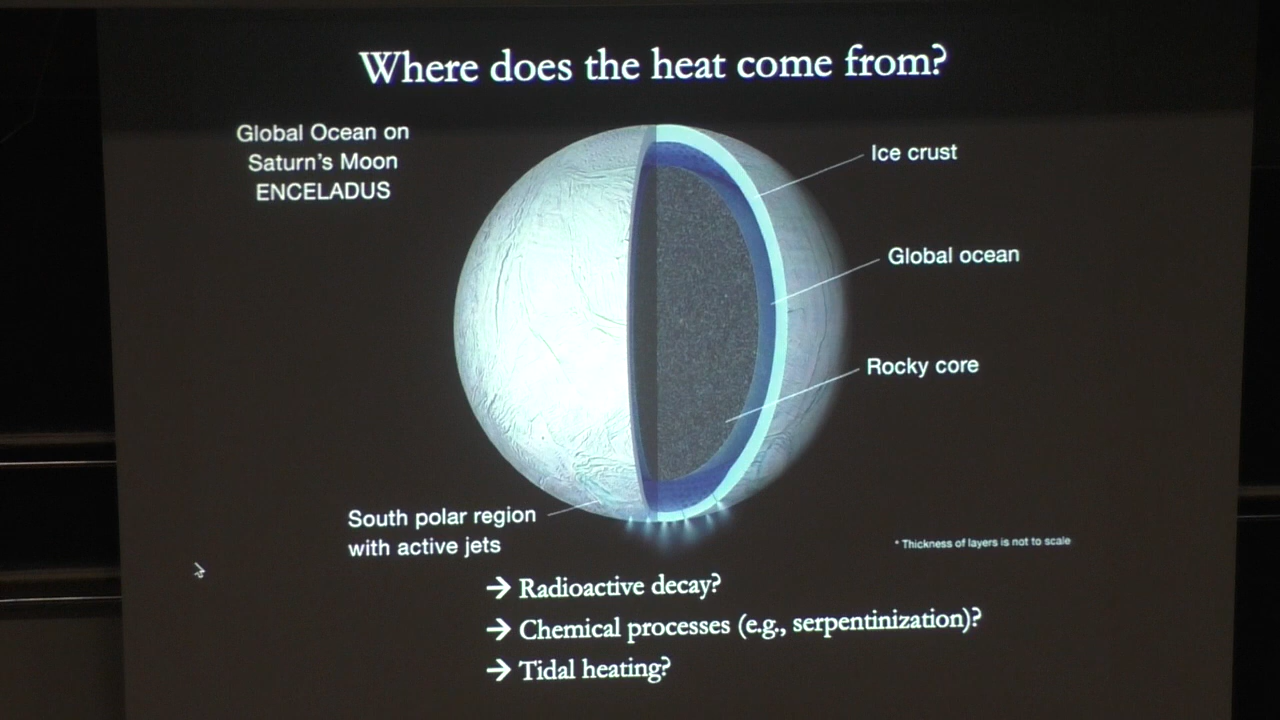 Where does the heat come from?
Global Ocean on
Saturn's Moon
ENCELADUS
Ice crust
Global ocean
Rocky core
South polar region
with active jets
* Thickness of layers is not to scale
→ Radioactive decay?
→ Chemical processes (e.g., serpentinization)?
→ Tidal heating?